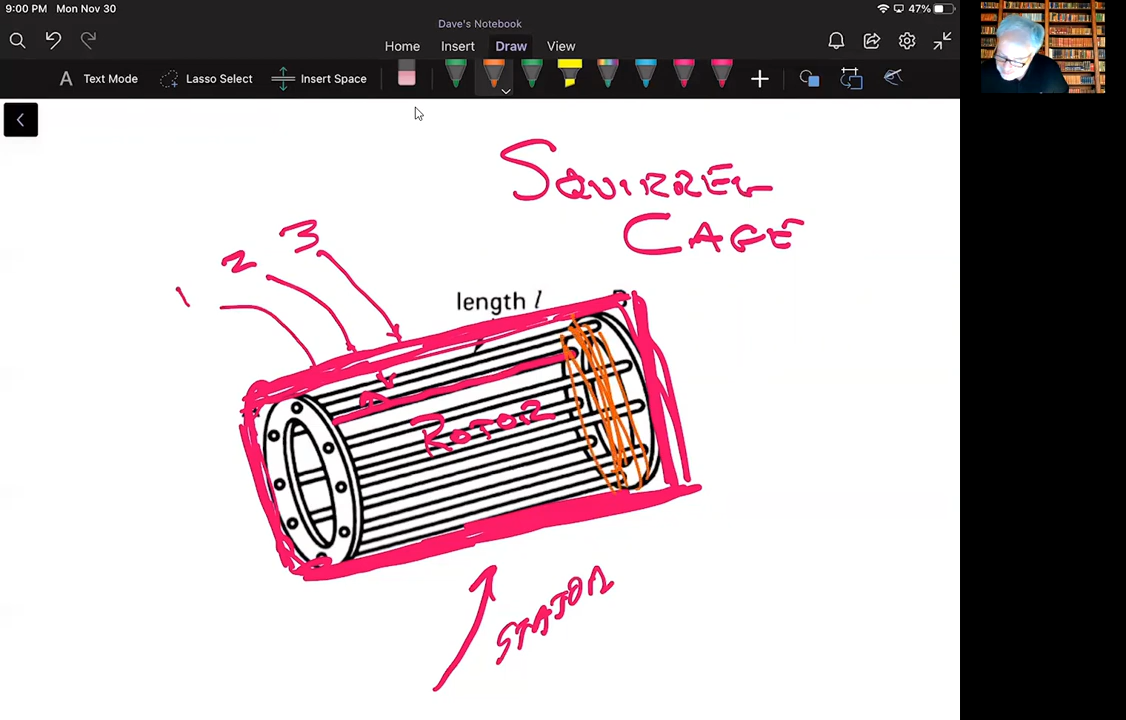 9:00 PM Mon Nov 30
47%
Dave's Notebook
Home Insert Draw View
Text Mode Lasso Select Insert Space
SQUIRREL
CAGE
3
2
1
length l
ROTOR
STATOR